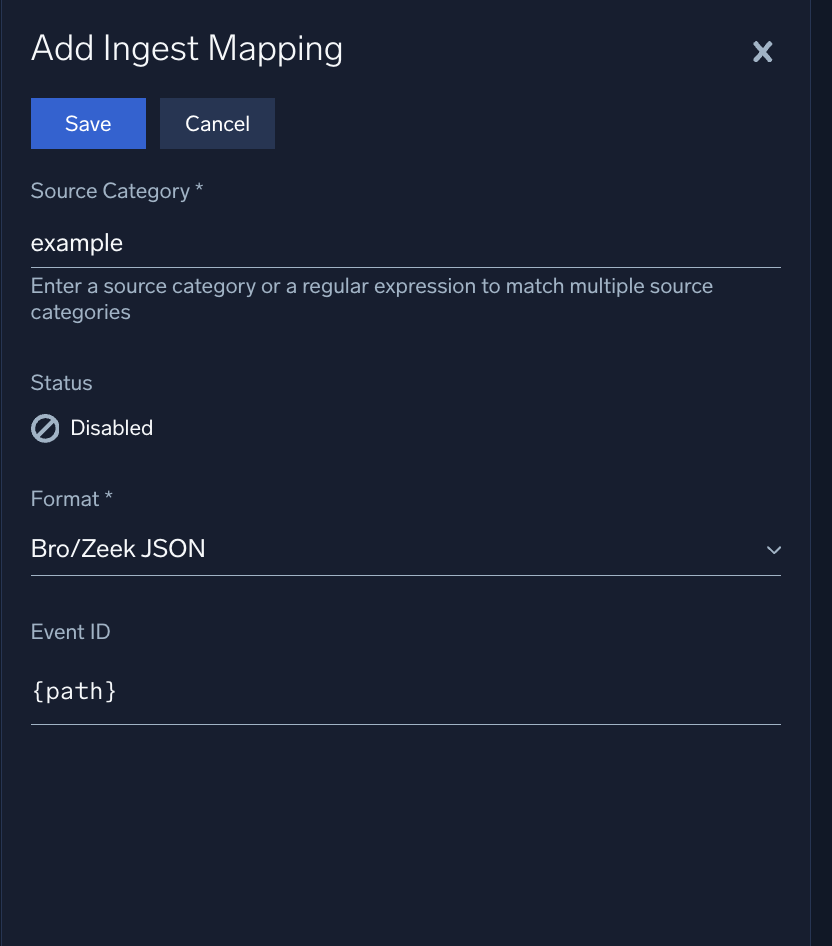 Add Ingest Mapping
Save
Cancel
Source Category *
example
Enter a source category or a regular expression to match multiple source
categories
Status
Disabled
Format *
Bro/Zeek JSON
Event ID
{path}